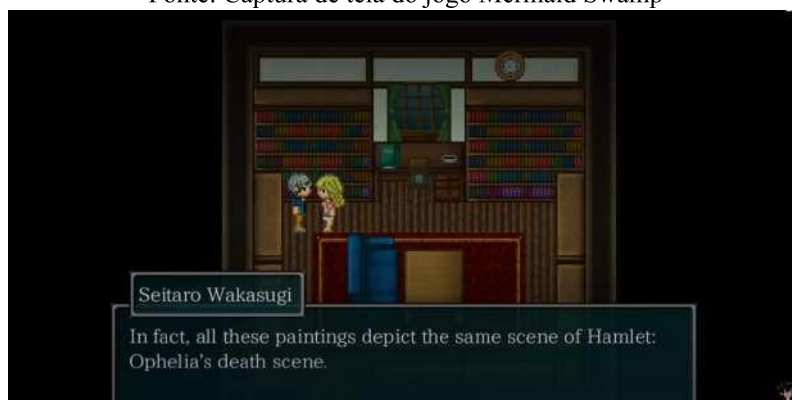 Fonte: Captura de tela do jogo Mermaid Swamp
Seitaro Wakasugi
In fact, all these paintings depict the same scene of Hamlet:
Ophelia's death scene.